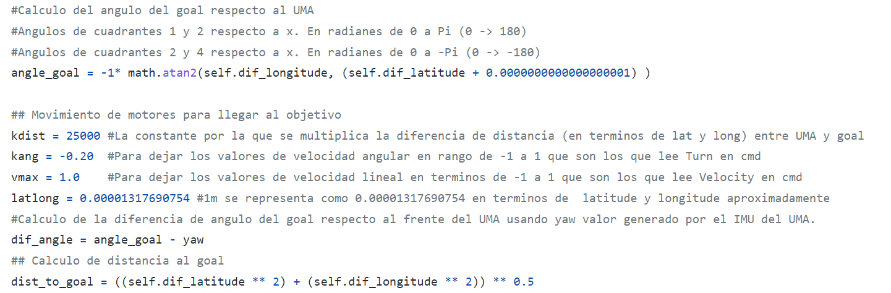 #Calculo del angulo del goal respecto al UMA
#Angulos de cuadrantes 1 y 2 respecto a x. En radianes de 0 a Pi (0 -> 180)
#Angulos de cuadrantes 2 y 4 respecto a x. En radianes de 0 a -Pi (0 -> -180)
angle_goal = -1* math.atan2(self.dif_longitude, (self.dif_latitude + 0.0000000000000000001) )
## Movimiento de motores para llegar al objetivo
kdist = 25000 #La constante por la que se multiplica la diferencia de distancia (en terminos de lat y long) entre UMA y goal
kang = -0.20  #Para dejar los valores de velocidad angular en rango de -1 a 1 que son los que lee Turn en cmd
vmax = 1.0    #Para dejar los valores de velocidad lineal en terminos de -1 a 1 que son los que lee Velocity en cmd
latlong = 0.00001317690754 #1m se representa como 0.00001317690754 en terminos de  latitude y longitude aproximadamente
#Calculo de la diferencia de angulo del goal respecto al frente del UMA usando yaw valor generado por el IMU del UMA.
dif_angle = angle_goal - yaw
## Calculo de distancia al goal
dist_to_goal = ((self.dif_latitude ** 2) + (self.dif_longitude ** 2)) ** 0.5